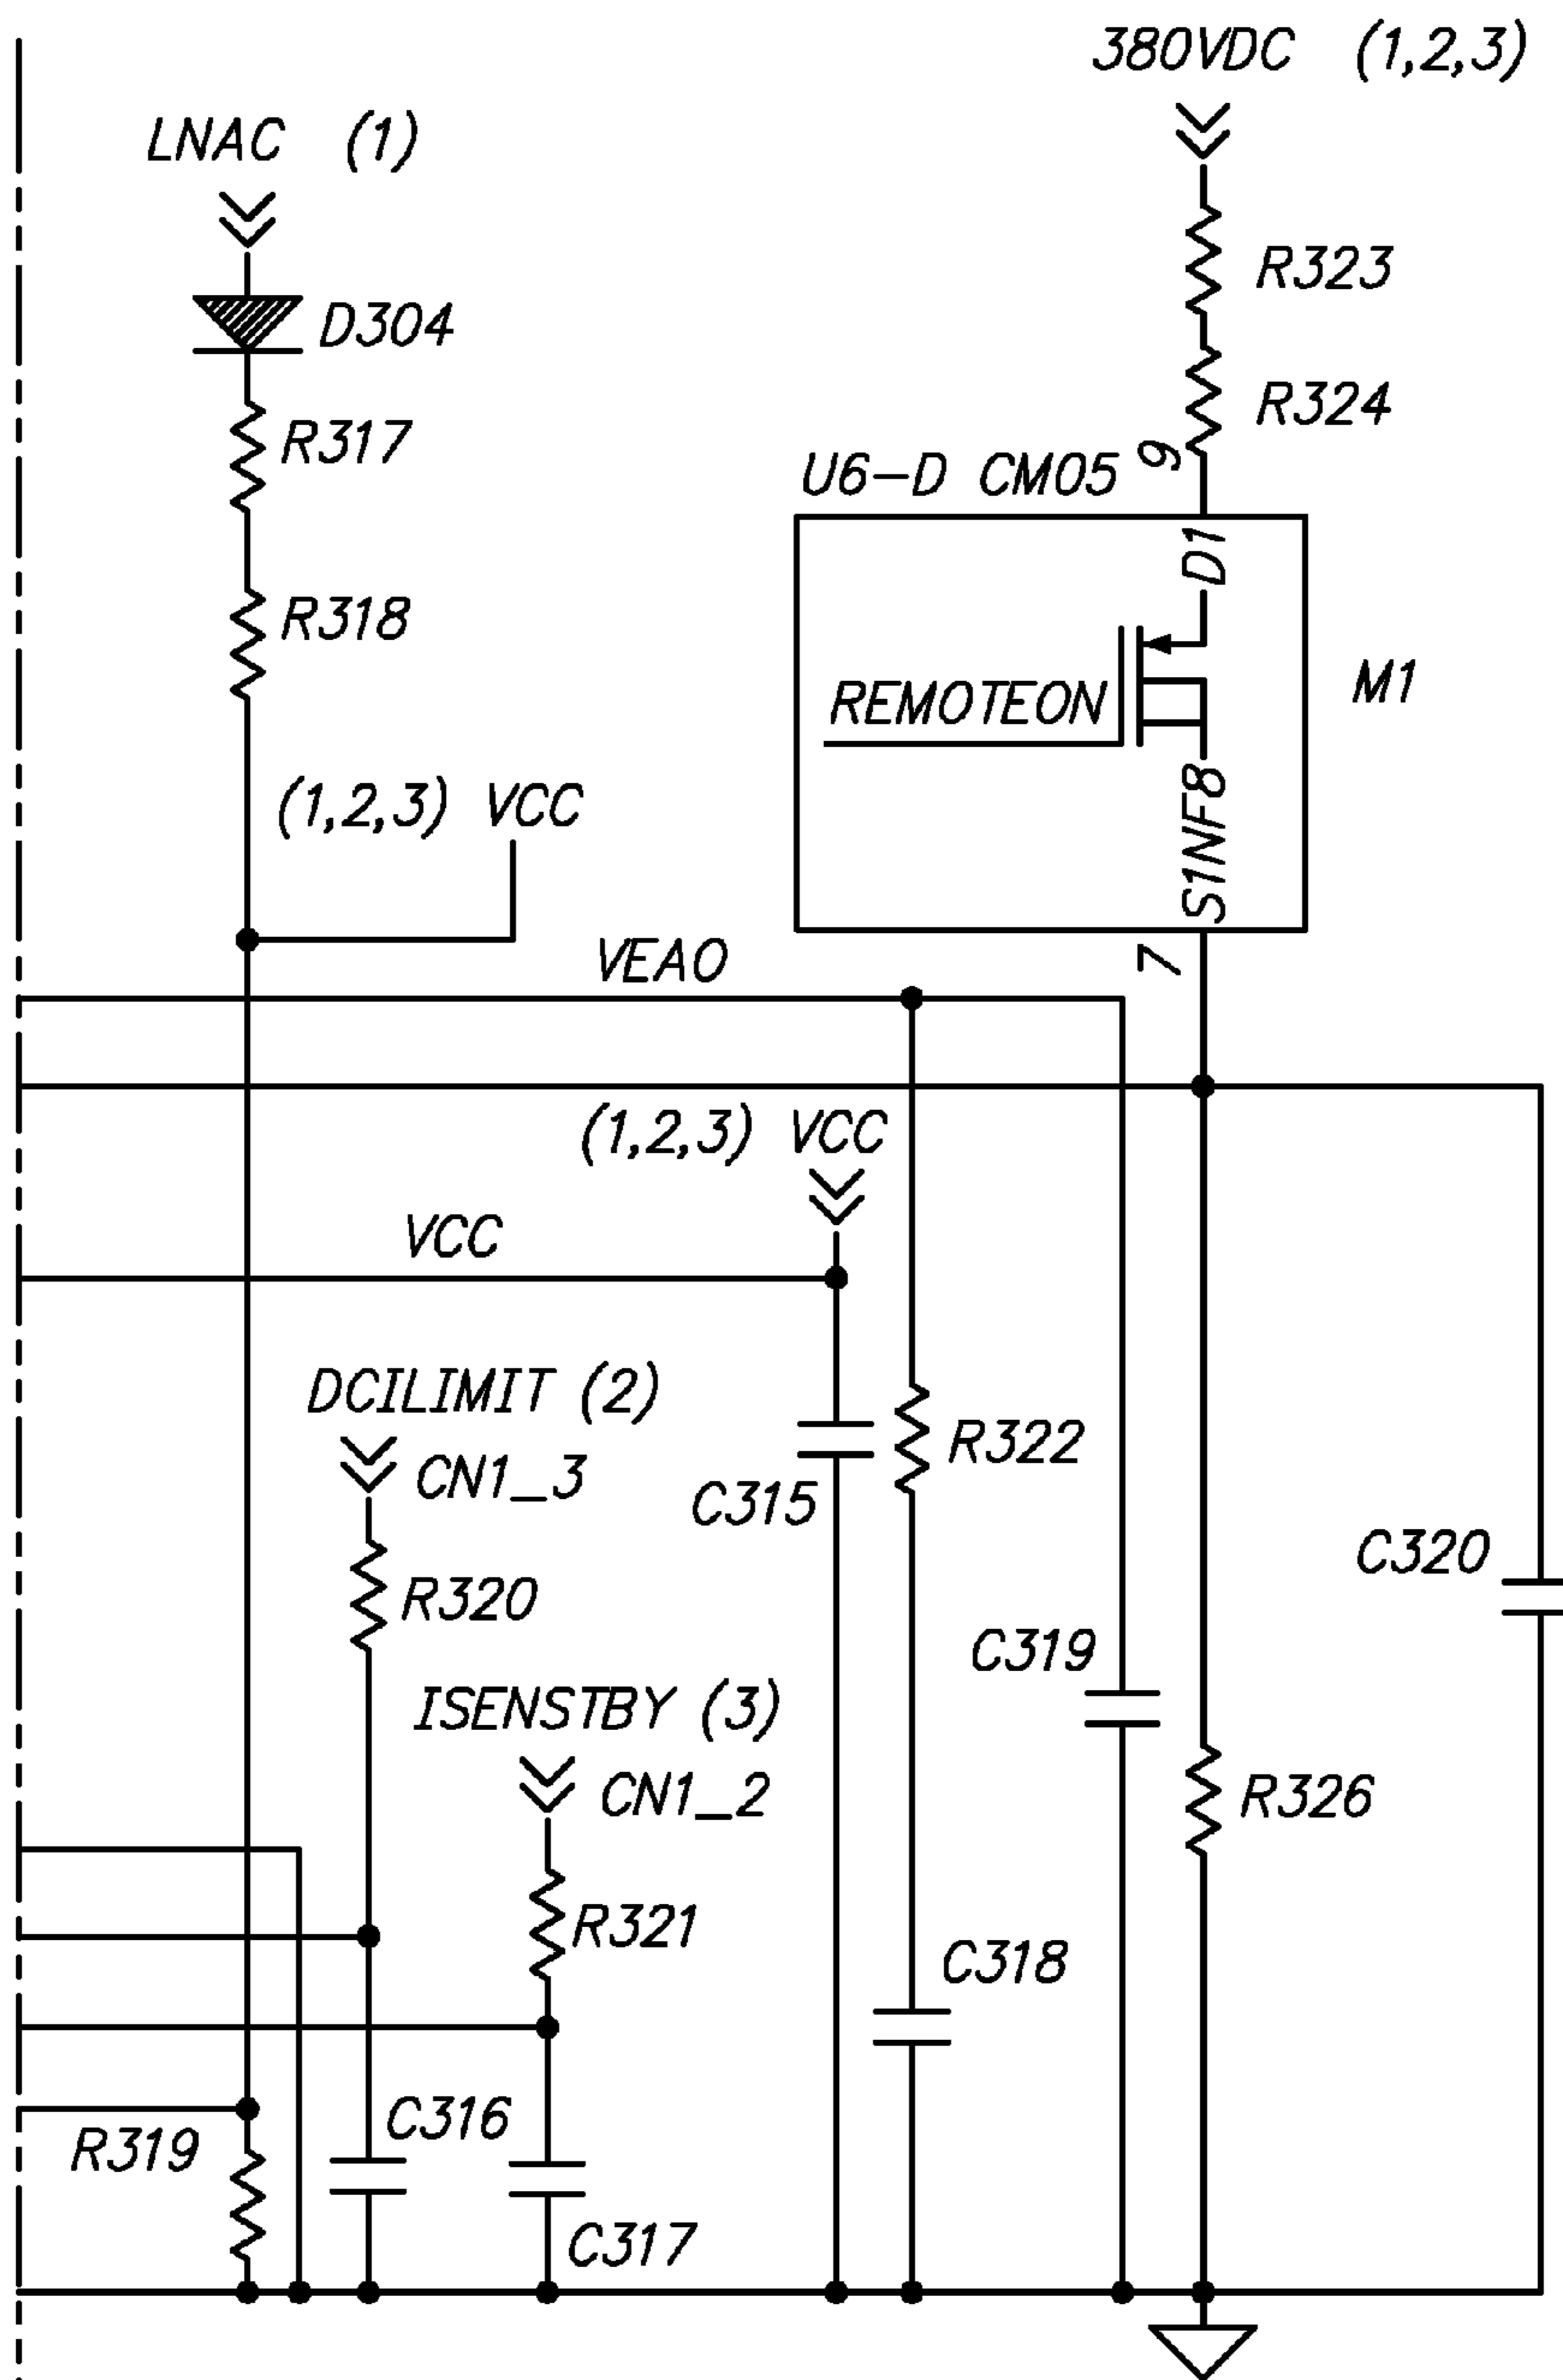 380VDC (1,2,3)
LNAC (1)
R323
D304
R324
R317
9
U6-D CM05
D1
R318
M1
REMOTEON
(1,2,3) VCC
S1NF8
VEAO
7
(1,2,3) VCC
VCC
DCILIMIT (2)
R322
CN1_3
C315
C320
R320
C319
ISENSTBY (3)
CN1_2
R326
R321
C318
C316
R319
C317